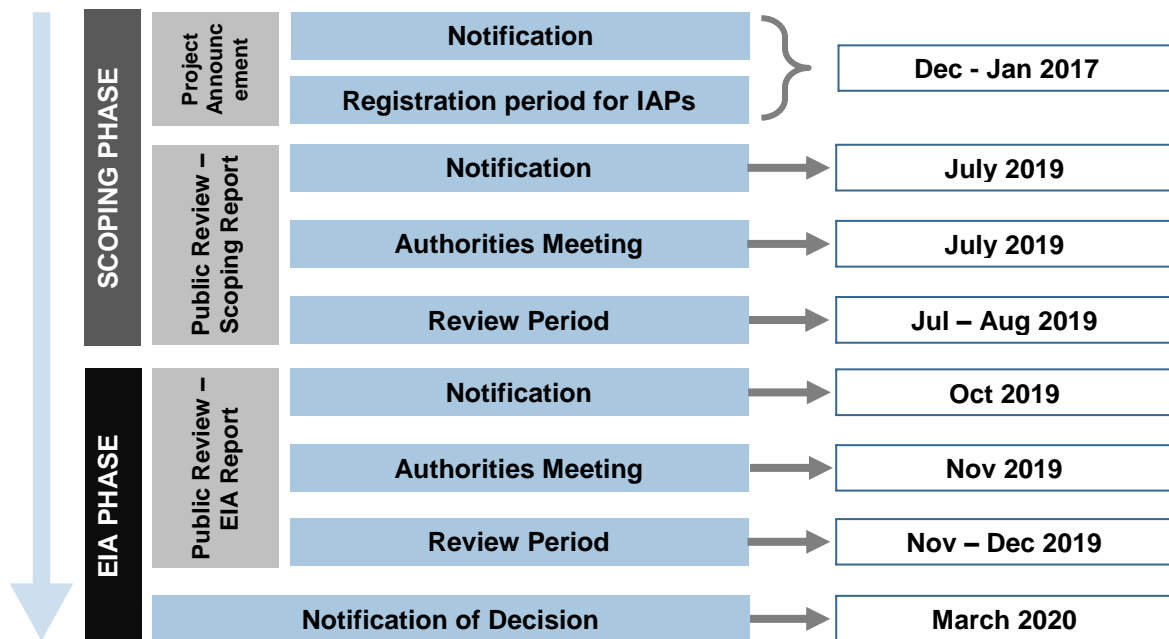 SCOPING PHASE
Project
Announc
ement
Notification
Registration period for IAPs
Dec - Jan 2017
Public Review –
Scoping Report
Notification
July 2019
Authorities Meeting
July 2019
Review Period
Jul – Aug 2019
EIA PHASE
Public Review –
EIA Report
Notification
Oct 2019
Authorities Meeting
Nov 2019
Review Period
Nov – Dec 2019
Notification of Decision
March 2020